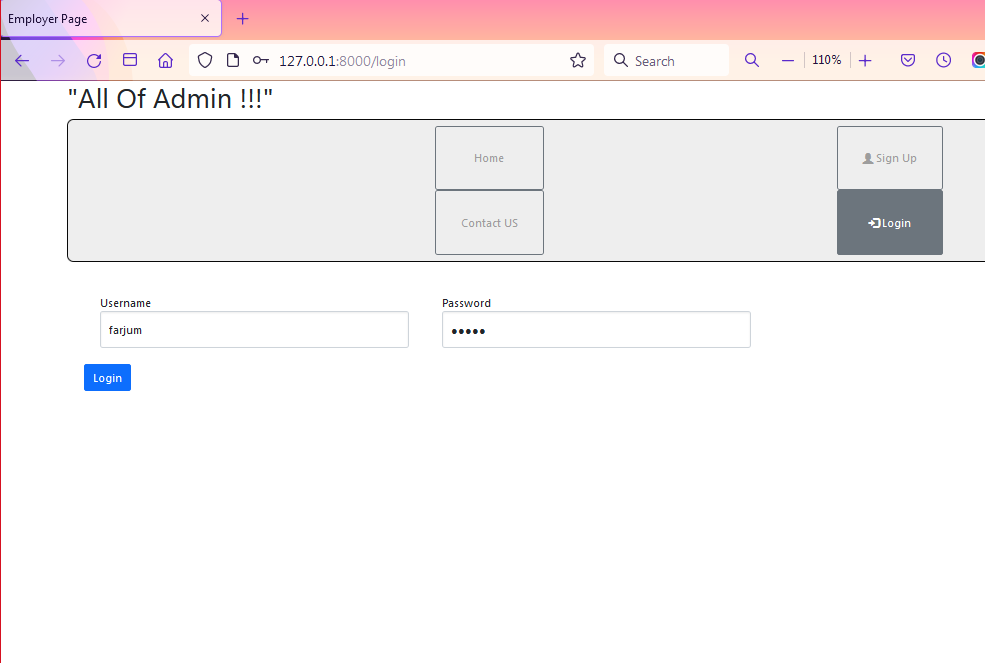 Employer Page
127.0.0.1:8000/login
Search
110%
"All Of Admin !!!"
Home
Sign Up
Contact US
Login
Username
Password
farjum
•••••
Login